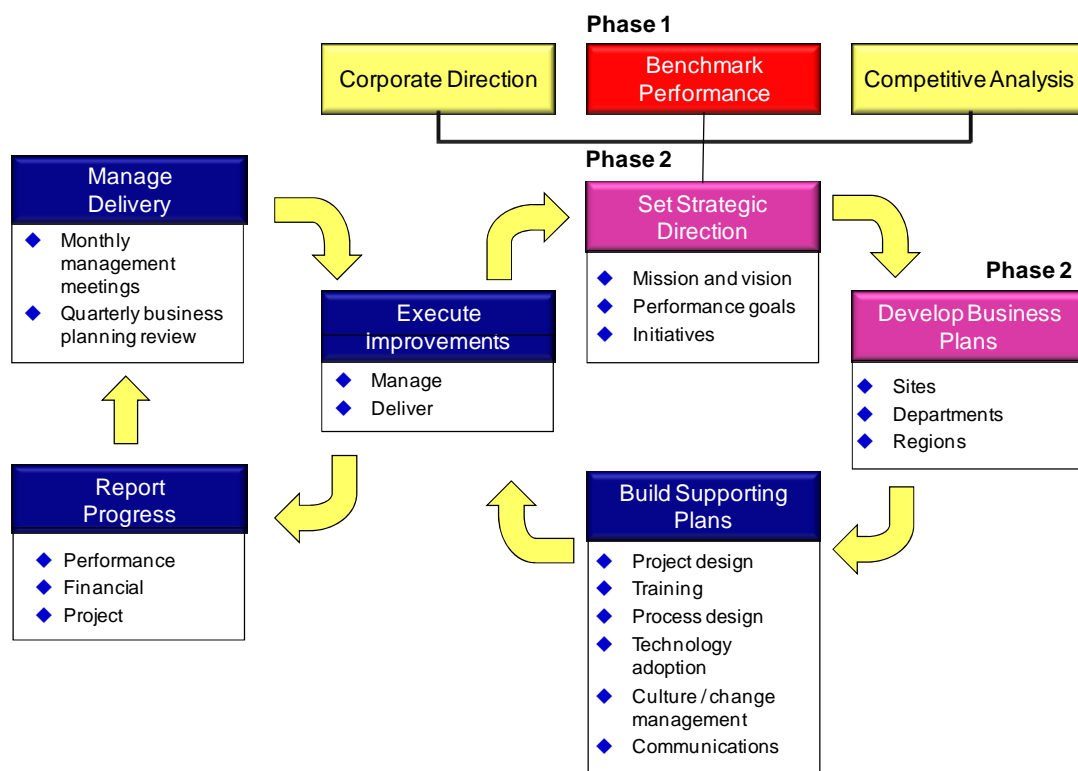 Phase 1
Corporate Direction
Benchmark
Performance
Competitive Analysis
Phase 2
Manage
Delivery
Monthly
management
meetings
Quarterly business
planning review
Set Strategic
Direction
Mission and vision
Performance goals
Initiatives
Phase 2
Execute
improvements
Manage
Deliver
Develop Business
Plans
Sites
Departments
Regions
Report
Progress
Performance
Financial
Project
Build Supporting
Plans
Project design
Training
Process design
Technology
adoption
Culture / change
management
Communications